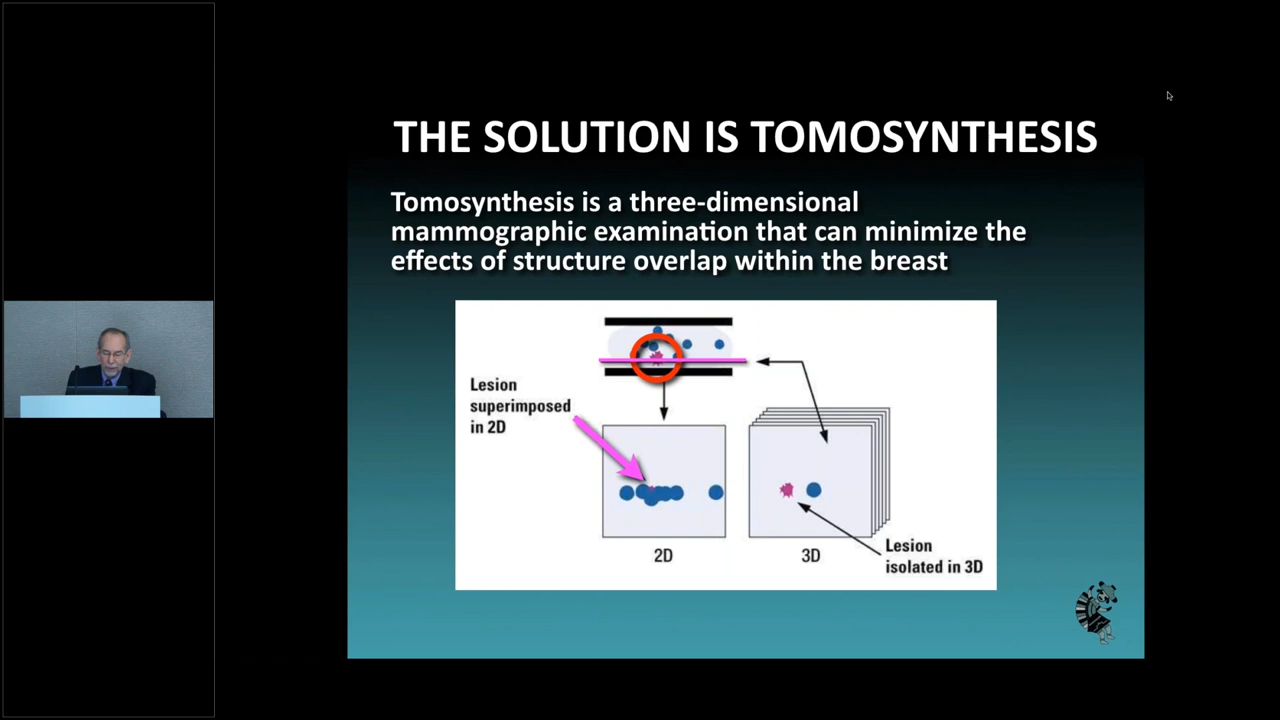 THE SOLUTION IS TOMOSYNTHESIS
Tomosynthesis is a three-dimensional
mammographic examination that can minimize the
effects of structure overlap within the breast
Lesion
superimposed
in 2D
2D
3D
Lesion
isolated in 3D